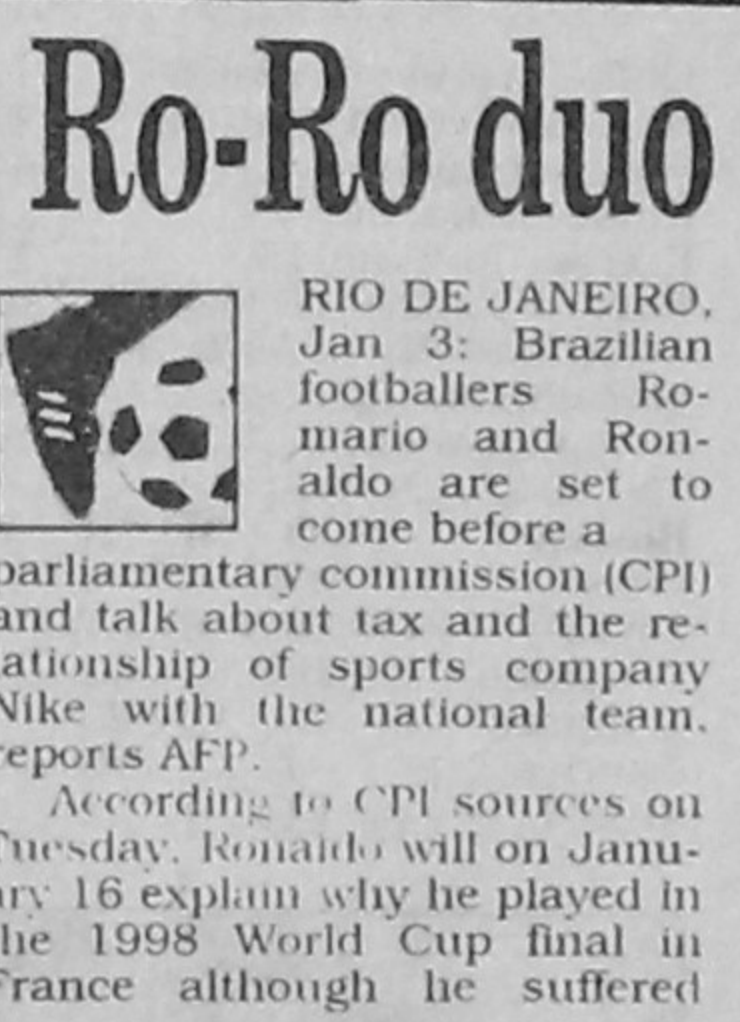 Ro-Ro duo
RIO DE JANEIRO,
Jan 3: Brazilian
footballers Ro-
mario and Ron-
aldo are set to
come before a
parliamentary commission (CPI)
and talk about tax and the re-
lationship of sports company
Nike with the national team,
reports AFP.
According to CPI sources on
Tuesday, Ronaldo will on Janu-
ary 16 explain why he played in
the 1998 World Cup final in
France although he suffered